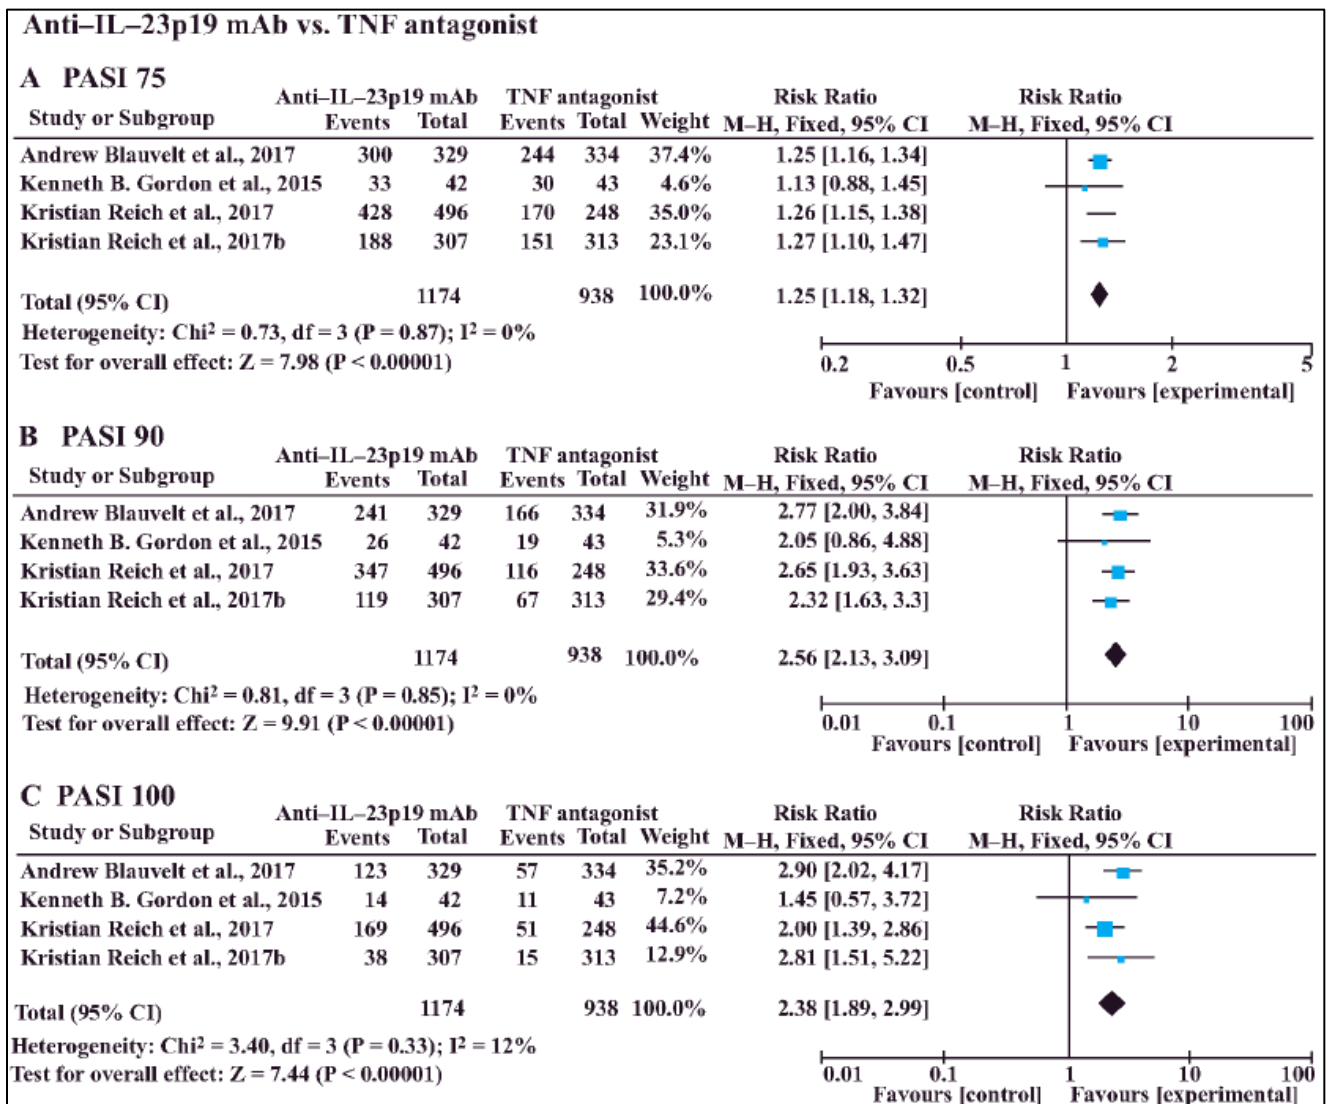 Anti–IL–23p19 mAb vs. TNF antagonist
A PASI 75
Anti–IL–23p19 mAb TNF antagonist Risk Ratio Risk Ratio
Study or Subgroup Events Total Events Total Weight M–H, Fixed, 95% CI M–H, Fixed, 95% CI
Andrew Blauvelt et al., 2017 300 329 244 334 37.4% 1.25 [1.16, 1.34]
Kenneth B. Gordon et al., 2015 33 42 30 43 4.6% 1.13 [0.88, 1.45]
Kristian Reich et al., 2017 428 496 170 248 35.0% 1.26 [1.15, 1.38]
Kristian Reich et al., 2017b 188 307 151 313 23.1% 1.27 [1.10, 1.47]
Total (95% CI) 1174 938 100.0% 1.25 [1.18, 1.32]
Heterogeneity: Chi² = 0.73, df = 3 (P = 0.87); I² = 0%
Test for overall effect: Z = 7.98 (P < 0.00001)
0.2 0.5 1 2 5
Favours [control] Favours [experimental]
B PASI 90
Anti–IL–23p19 mAb TNF antagonist Risk Ratio Risk Ratio
Study or Subgroup Events Total Events Total Weight M–H, Fixed, 95% CI M–H, Fixed, 95% CI
Andrew Blauvelt et al., 2017 241 329 166 334 31.9% 2.77 [2.00, 3.84]
Kenneth B. Gordon et al., 2015 26 42 19 43 5.3% 2.05 [0.86, 4.88]
Kristian Reich et al., 2017 347 496 116 248 33.6% 2.65 [1.93, 3.63]
Kristian Reich et al., 2017b 119 307 67 313 29.4% 2.32 [1.63, 3.3]
Total (95% CI) 1174 938 100.0% 2.56 [2.13, 3.09]
Heterogeneity: Chi² = 0.81, df = 3 (P = 0.85); I² = 0%
Test for overall effect: Z = 9.91 (P < 0.00001)
0.01 0.1 1 10 100
Favours [control] Favours [experimental]
C PASI 100
Anti–IL–23p19 mAb TNF antagonist Risk Ratio Risk Ratio
Study or Subgroup Events Total Events Total Weight M–H, Fixed, 95% CI M–H, Fixed, 95% CI
Andrew Blauvelt et al., 2017 123 329 57 334 35.2% 2.90 [2.02, 4.17]
Kenneth B. Gordon et al., 2015 14 42 11 43 7.2% 1.45 [0.57, 3.72]
Kristian Reich et al., 2017 169 496 51 248 44.6% 2.00 [1.39, 2.86]
Kristian Reich et al., 2017b 38 307 15 313 12.9% 2.81 [1.51, 5.22]
Total (95% CI) 1174 938 100.0% 2.38 [1.89, 2.99]
Heterogeneity: Chi² = 3.40, df = 3 (P = 0.33); I² = 12%
Test for overall effect: Z = 7.44 (P < 0.00001)
0.01 0.1 1 10 100
Favours [control] Favours [experimental]